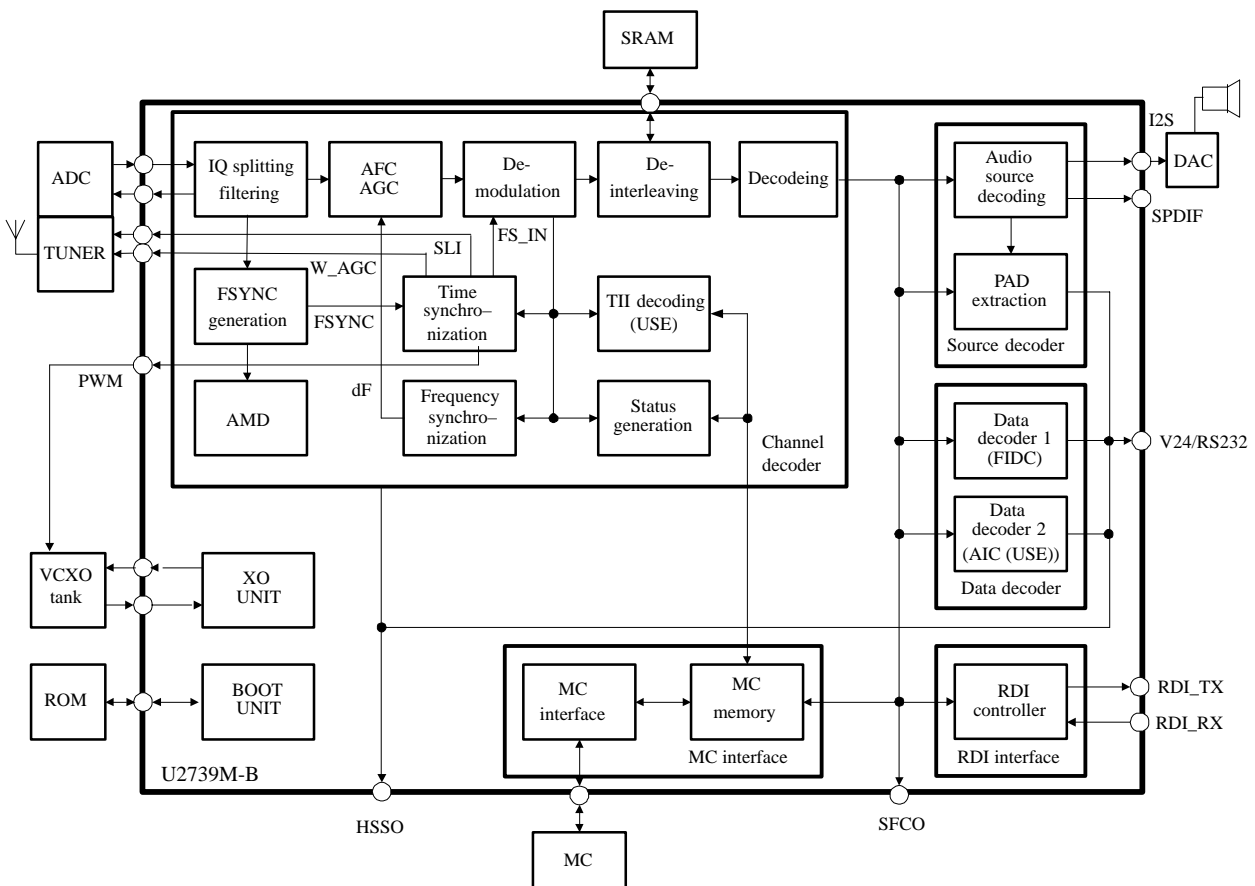 SRAM
I2S
ADC
IQ splitting
filtering
AFC
AGC
De-
modulation
De-
interleaving
Decodeing
Audio
source
decoding
DAC
SPDIF
TUNER
W_AGC
SLI
FS_IN
FSYNC
generation
FSYNC
Time
synchro–
nization
TII decoding
(USE)
PAD
extraction
Source decoder
PWM
AMD
dF
Frequency
synchro–
nization
Status
generation
Channel
decoder
Data
decoder 1
(FIDC)
V24/RS232
Data
decoder 2
(AIC (USE))
Data decoder
VCXO
tank
XO
UNIT
ROM
BOOT
UNIT
MC
interface
MC
memory
MC interface
RDI
controller
RDI interface
RDI_TX
RDI_RX
U2739M-B
HSSO
SFCO
MC